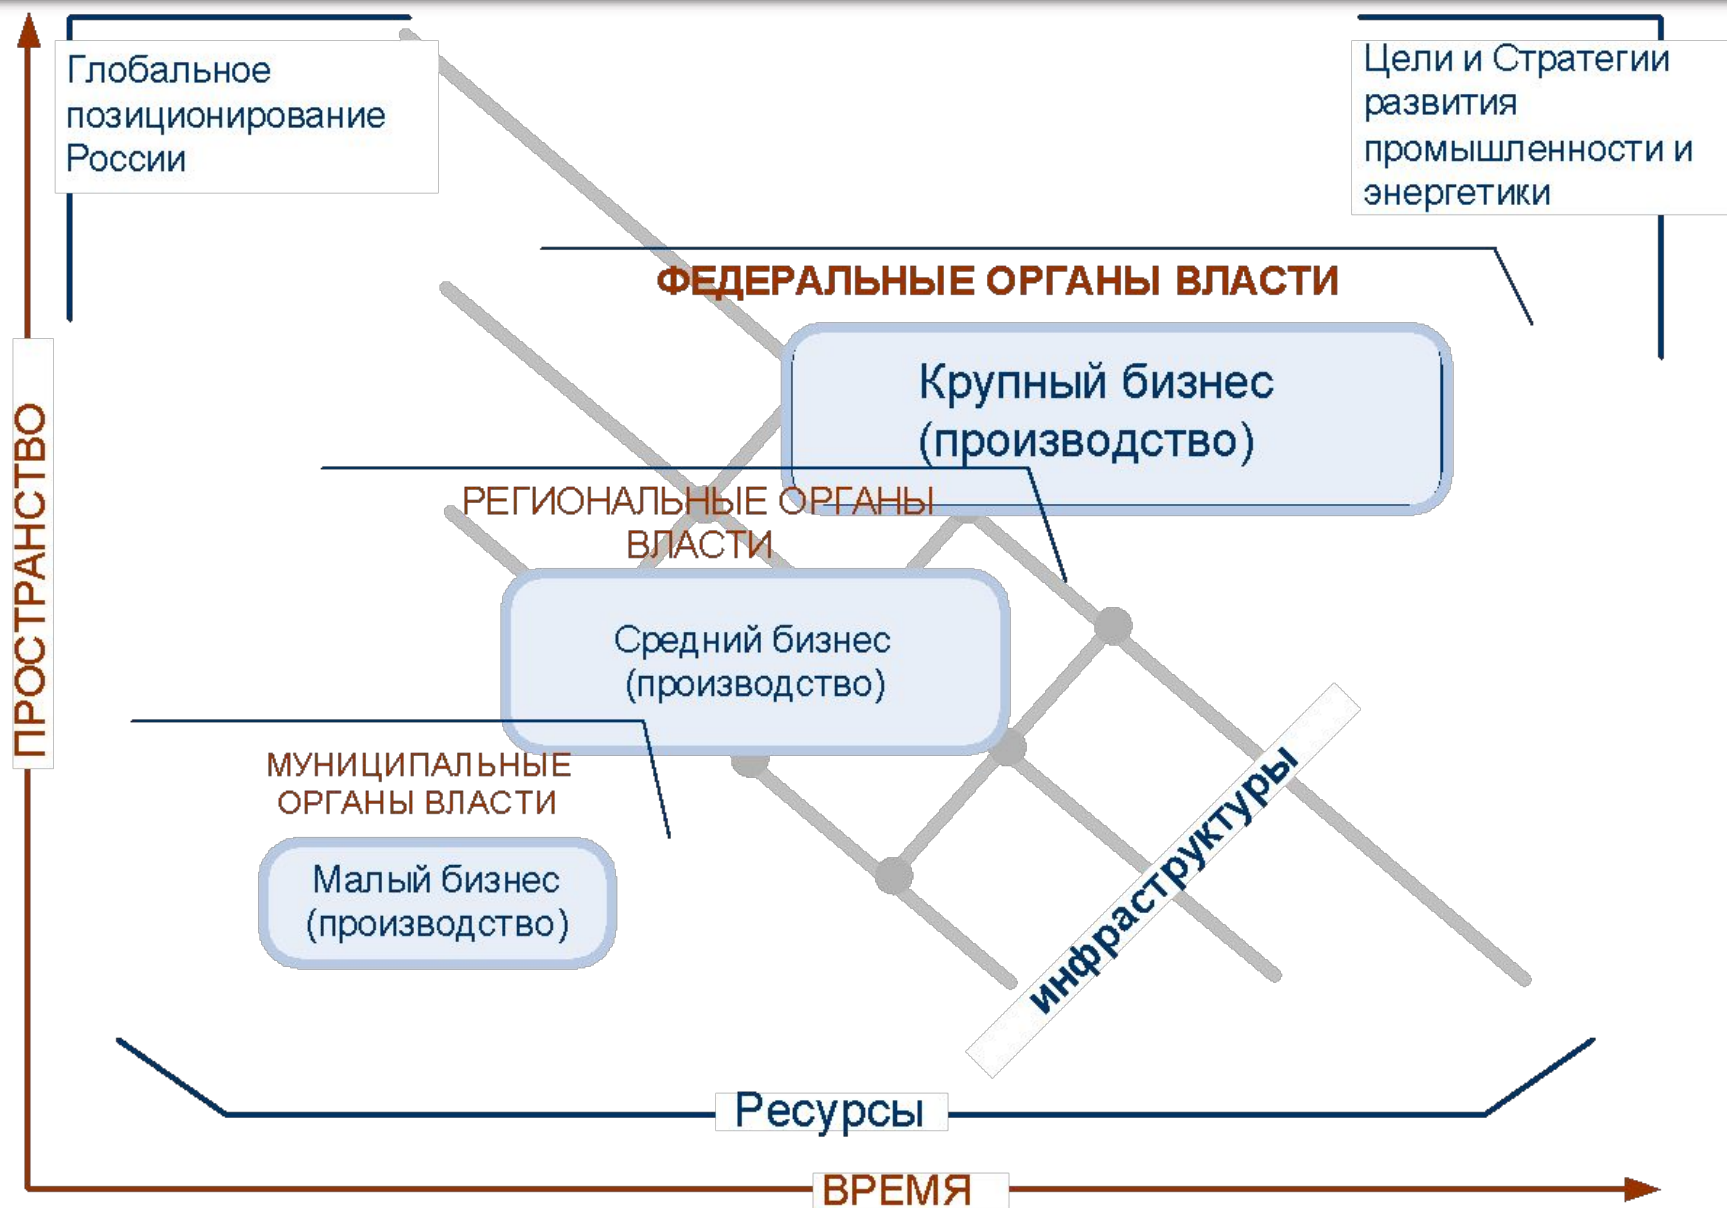 Глобальное
позиционирование
России
Цели и Стратегии
развития
промышленности и
энергетики
ФЕДЕРАЛЬНЫЕ ОРГАНЫ ВЛАСТИ
Крупный бизнес
(производство)
ПРОСТРАНСТВО
РЕГИОНАЛЬНЫЕ ОРГАНЫ
ВЛАСТИ
Средний бизнес
(производство)
МУНИЦИПАЛЬНЫЕ
ОРГАНЫ ВЛАСТИ
Малый бизнес
(производство)
инфраструктуры
Ресурсы
ВРЕМЯ